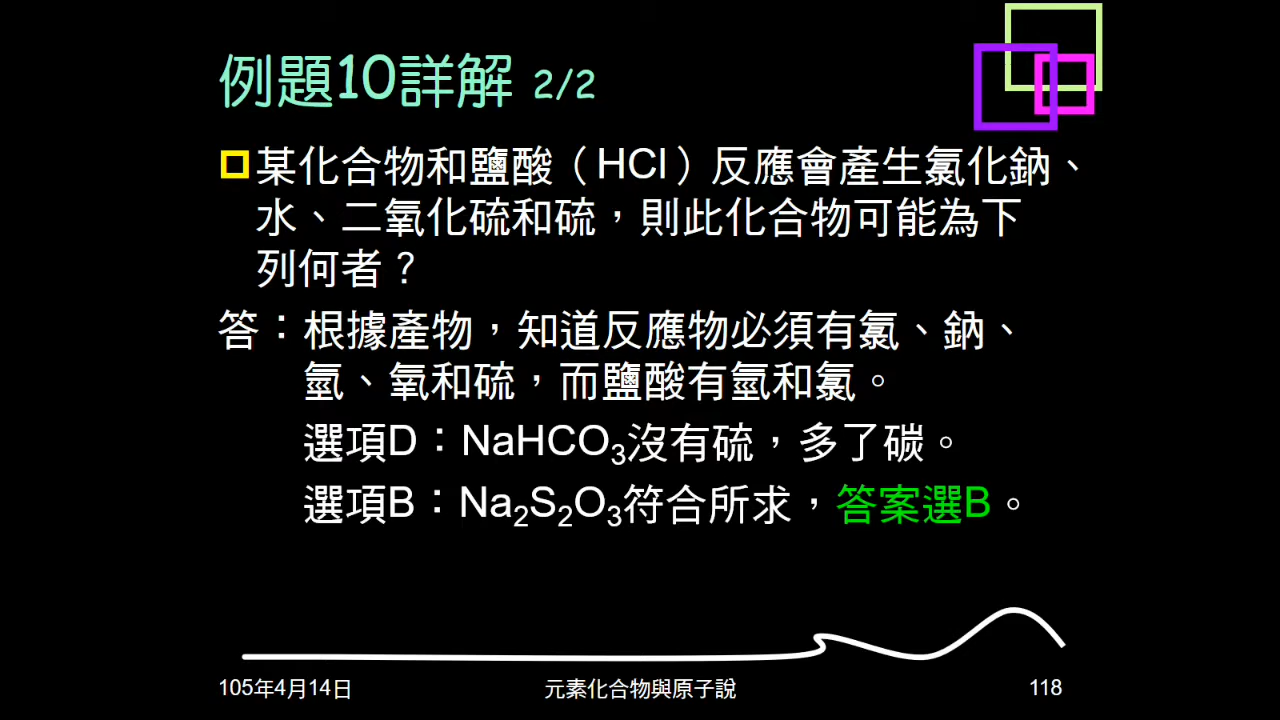 例題10詳解 2/2
某化合物和鹽酸（HCl）反應會產生氯化鈉、
水、二氧化硫和硫，則此化合物可能為下
列何者？
答：根據產物，知道反應物必須有氯、鈉、
氫、氧和硫，而鹽酸有氫和氯。
選項D：NaHCO₃沒有硫，多了碳。
選項B：Na₂S₂O₃符合所求，答案選B。
105年4月14日
元素化合物與原子說
118